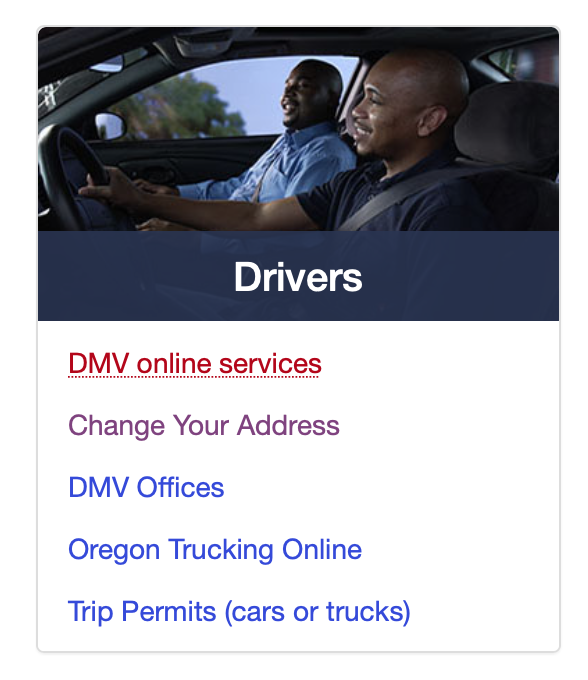 Drivers
DMV online services
Change Your Address
DMV Offices
Oregon Trucking Online
Trip Permits (cars or trucks)